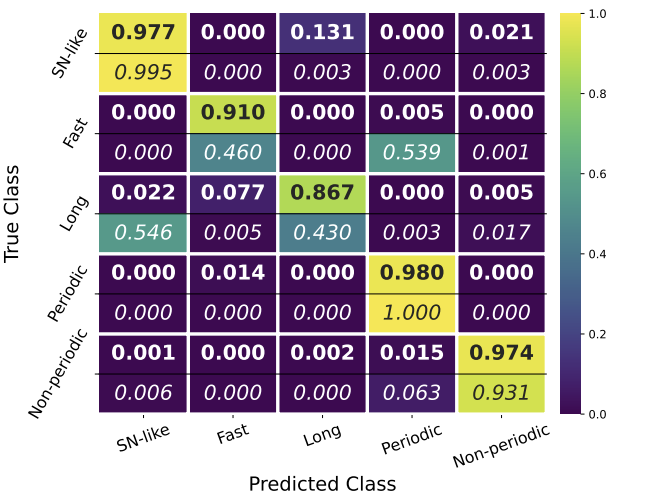 0.977 0.000 0.131 0.000 0.021
SN-like
0.995 0.000 0.003 0.000 0.003
0.000 0.910 0.000 0.005 0.000
Fast
0.000 0.460 0.000 0.539 0.001
0.022 0.077 0.867 0.000 0.005
Long
0.546 0.005 0.430 0.003 0.017
0.000 0.014 0.000 0.980 0.000
Periodic
0.000 0.000 0.000 1.000 0.000
0.001 0.000 0.002 0.015 0.974
Non-periodic
0.006 0.000 0.000 0.063 0.931
True Class
SN-like Fast Long Periodic Non-periodic
Predicted Class
1.0
0.8
0.6
0.4
0.2
0.0